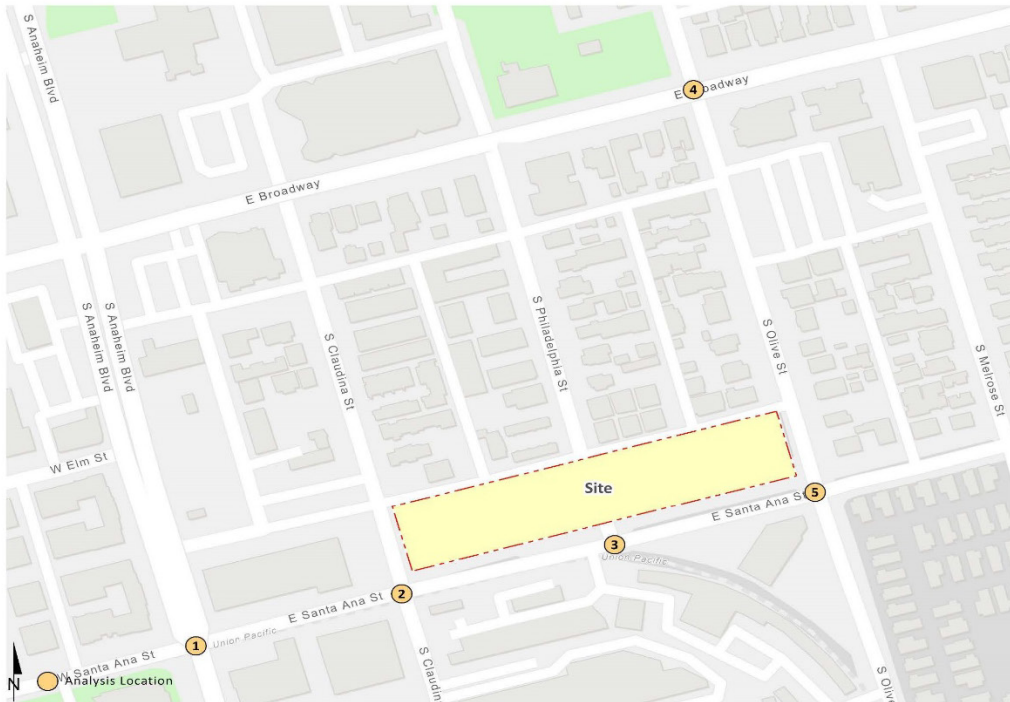 S Anaheim Blvd
4
E Broadway
E Broadway
S Anaheim Blvd
S Anaheim Blvd
S Claudina St
S Philadelphia St
S Olive St
S Melrose St
W Elm St
Site
5
E Santa Ana St
3
Union Pacific
2
E Santa Ana St
1
Union Pacific
W Santa Ana St
S Claudin
S Olive
N
Analysis Location